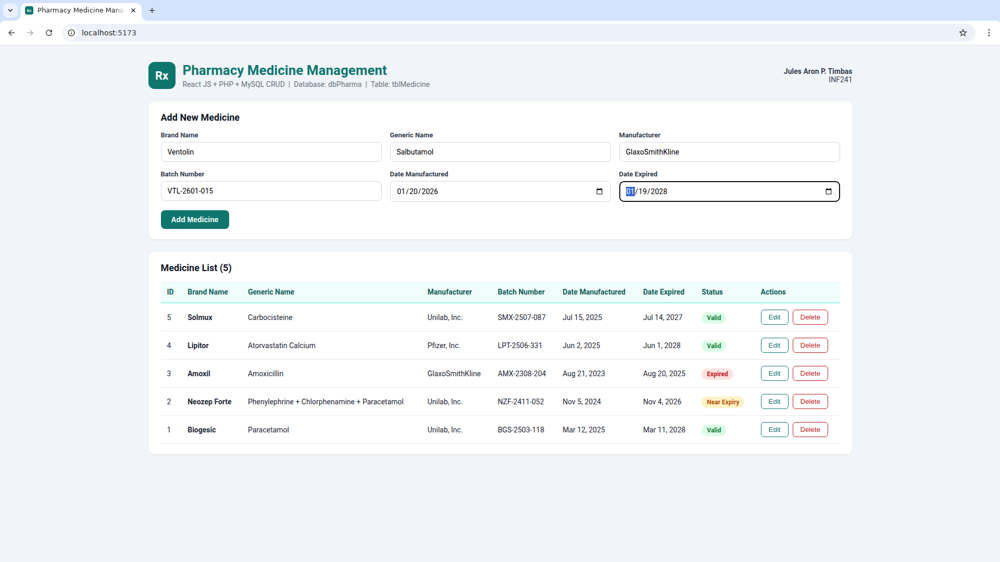 Rx Pharmacy Medicine Mana
localhost:5173
Rx
Pharmacy Medicine Management
React JS + PHP + MySQL CRUD | Database: dbPharma | Table: tblMedicine
Jules Aron P. Timbas
INF241
Add New Medicine
Brand Name Generic Name Manufacturer
Ventolin Salbutamol GlaxoSmithKline
Batch Number Date Manufactured Date Expired
VTL-2601-015 01/20/2026 01/19/2028
Add Medicine
Medicine List (5)
ID Brand Name Generic Name Manufacturer Batch Number Date Manufactured Date Expired Status Actions
5 Solmux Carbocisteine Unilab, Inc. SMX-2507-087 Jul 15, 2025 Jul 14, 2027 Valid Edit Delete
4 Lipitor Atorvastatin Calcium Pfizer, Inc. LPT-2506-331 Jun 2, 2025 Jun 1, 2028 Valid Edit Delete
3 Amoxil Amoxicillin GlaxoSmithKline AMX-2308-204 Aug 21, 2023 Aug 20, 2025 Expired Edit Delete
2 Neozep Forte Phenylephrine + Chlorphenamine + Paracetamol Unilab, Inc. NZF-2411-052 Nov 5, 2024 Nov 4, 2026 Near Expiry Edit Delete
1 Biogesic Paracetamol Unilab, Inc. BGS-2503-118 Mar 12, 2025 Mar 11, 2028 Valid Edit Delete